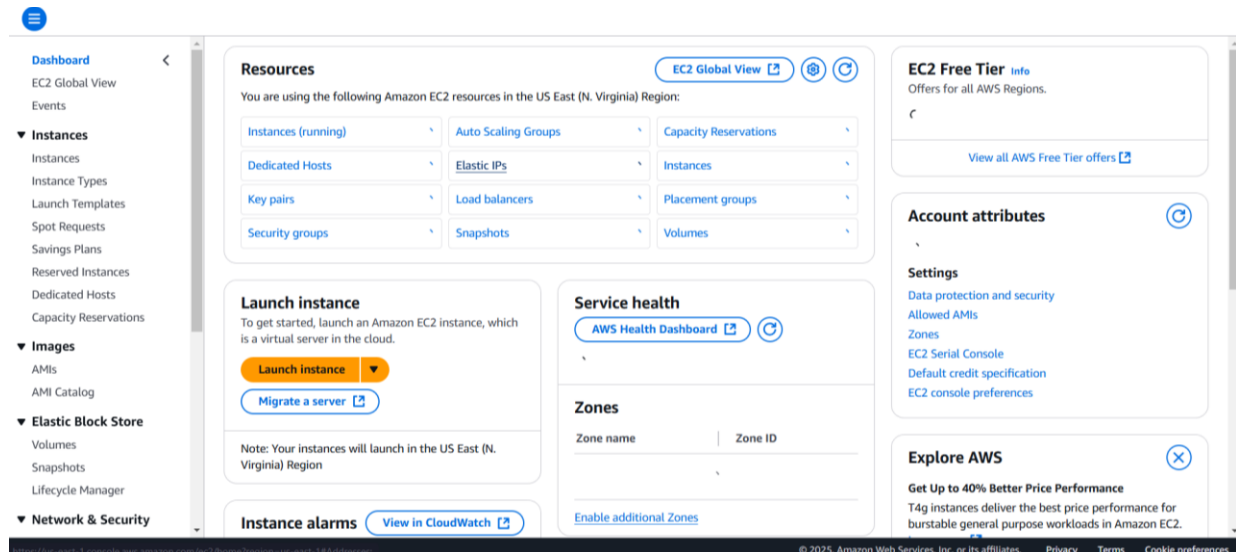 Dashboard
EC2 Global View
Events
Instances
Instances
Instance Types
Launch Templates
Spot Requests
Savings Plans
Reserved Instances
Dedicated Hosts
Capacity Reservations
Images
AMIs
AMI Catalog
Elastic Block Store
Volumes
Snapshots
Lifecycle Manager
Network & Security
Resources
EC2 Global View
You are using the following Amazon EC2 resources in the US East (N. Virginia) Region:
Instances (running)
Auto Scaling Groups
Capacity Reservations
Dedicated Hosts
Elastic IPs
Instances
Key pairs
Load balancers
Placement groups
Security groups
Snapshots
Volumes
Launch instance
To get started, launch an Amazon EC2 instance, which
is a virtual server in the cloud.
Launch instance
Migrate a server
Note: Your instances will launch in the US East (N.
Virginia) Region
Instance alarms
View in CloudWatch
Service health
AWS Health Dashboard
Zones
Zone name
Zone ID
Enable additional Zones
EC2 Free Tier Info
Offers for all AWS Regions.
View all AWS Free Tier offers
Account attributes
Settings
Data protection and security
Allowed AMIs
Zones
EC2 Serial Console
Default credit specification
EC2 console preferences
Explore AWS
Get Up to 40% Better Price Performance
T4g instances deliver the best price performance for
burstable general purpose workloads in Amazon EC2.
© 2025, Amazon Web Services, Inc. or its affiliates.
Privacy
Terms
Cookie preferences